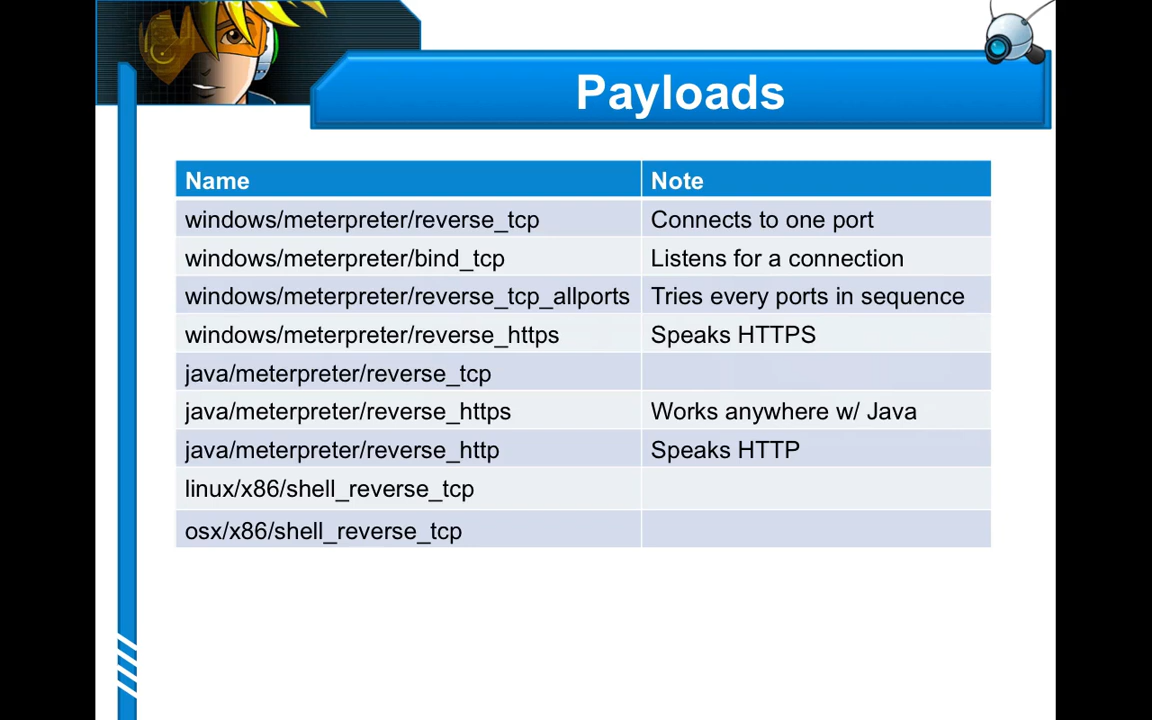 Payloads
Name Note
windows/meterpreter/reverse_tcp Connects to one port
windows/meterpreter/bind_tcp Listens for a connection
windows/meterpreter/reverse_tcp_allports Tries every ports in sequence
windows/meterpreter/reverse_https Speaks HTTPS
java/meterpreter/reverse_tcp
java/meterpreter/reverse_https Works anywhere w/ Java
java/meterpreter/reverse_http Speaks HTTP
linux/x86/shell_reverse_tcp
osx/x86/shell_reverse_tcp